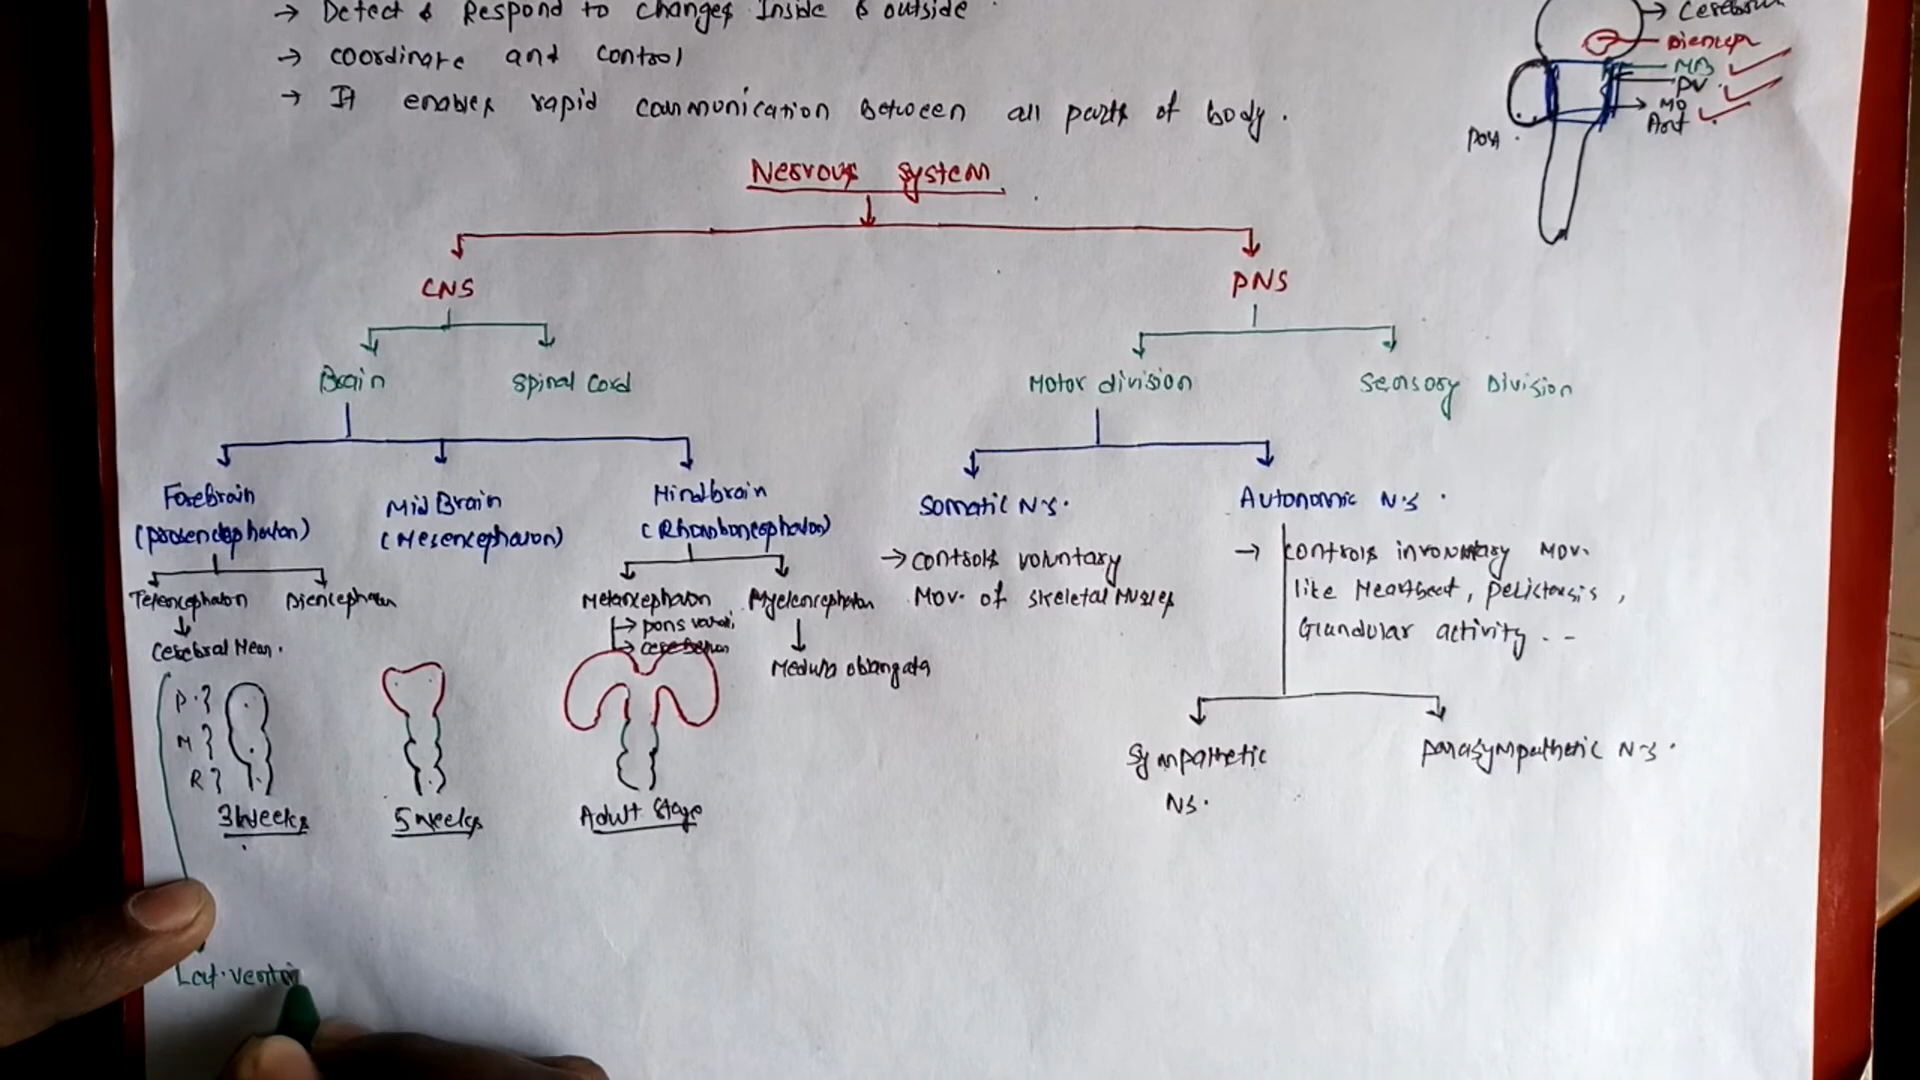 → Detect & Respond to changes Inside & outside
→ coordinate and control
→ It enables rapid communication between all parts of body.
→ Cerebrum
Diencep
MB
PV
MO
Ant
Post
Nervous System
CNS
PNS
Brain
Spinal Cord
Motor division
Sensory Division
ForeBrain
(prosencephalon)
Mid Brain
(Mesencephalon)
Hindbrain
(Rhombencephalon)
Somatic N.S.
Autonomic N.S.
Telencephalon
Diencephalon
Metencephalon
Myelencephalon
→ controls voluntary
Mov. of skeletal Muscles
→ controls involuntary Mov.
like Heartbeat, pelistarsis,
Glandular activity . . -
→ pons varoli,
→ cerebellum
Cerebral Hem.
Medulla oblangata
P
M
R
3 Weeks
5 weeks
Adult Stage
Sympathetic
NS.
parasympathetic N.S.
Lat. ventri